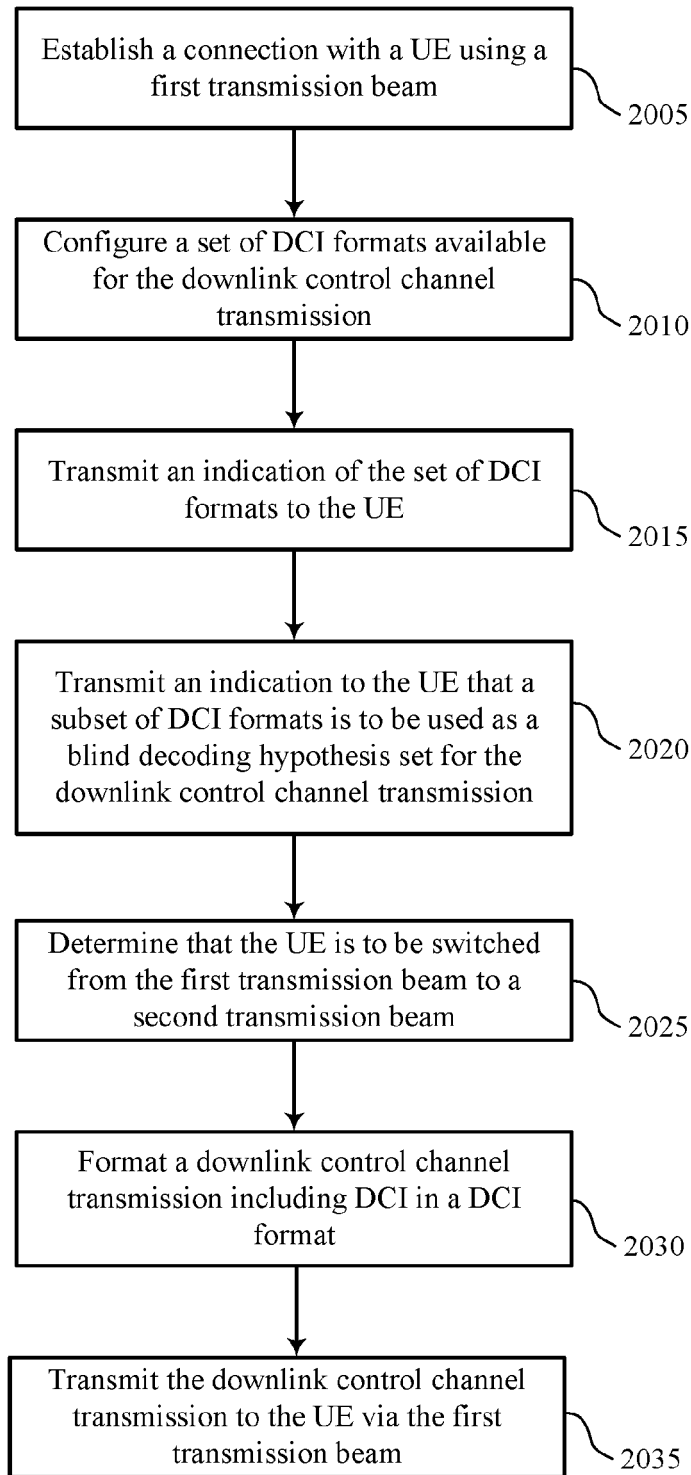 Establish a connection with a UE using a
first transmission beam
2005
Configure a set of DCI formats available
for the downlink control channel
transmission
2010
Transmit an indication of the set of DCI
formats to the UE
2015
Transmit an indication to the UE that a
subset of DCI formats is to be used as a
blind decoding hypothesis set for the
downlink control channel transmission
2020
Determine that the UE is to be switched
from the first transmission beam to a
second transmission beam
2025
Format a downlink control channel
transmission including DCI in a DCI
format
2030
Transmit the downlink control channel
transmission to the UE via the first
transmission beam
2035